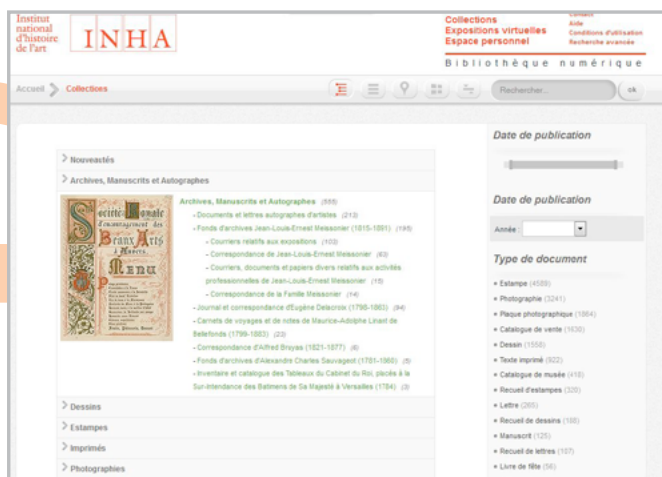 Institut
national
d'histoire
de l'art
INHA
Collections
Expositions virtuelles
Espace personnel
Contact
Aide
Conditions d'utilisation
Recherche avancée
Bibliothèque numérique
Accueil
Collections
Rechercher...
ok
Nouveautés
Archives, Manuscrits et Autographes
Société Royale
d'encouragement des
Beaux Arts
à Anvers.
Menu
Archives, Manuscrits et Autographes (555)
- Documents et lettres autographes d'artistes (213)
- Fonds d'archives Jean-Louis-Ernest Meissonier (1815-1891) (195)
- Courriers relatifs aux expositions (103)
- Correspondance de Jean-Louis-Ernest Meissonier (63)
- Courriers, documents et papiers divers relatifs aux activités
professionnelles de Jean-Louis-Ernest Meissonier (15)
- Correspondance de la Famille Meissonier (14)
- Journal et correspondance d'Eugène Delacroix (1798-1863) (94)
- Carnets de voyages et de notes de Maurice-Adolphe Linant de
Bellefonds (1799-1883) (23)
- Correspondance d'Alfred Bruyas (1821-1877) (6)
- Fonds d'archives d'Alexandre Charles Sauvageot (1781-1860) (5)
- Inventaire et catalogue des Tableaux du Cabinet du Roi, placés à la
Sur-Intendance des Batimens de Sa Majesté à Versailles (1784) (3)
Dessins
Estampes
Imprimés
Photographies
Date de publication
Date de publication
Année :
Type de document
Estampe (4589)
Photographie (3241)
Plaque photographique (1864)
Catalogue de vente (1630)
Dessin (1558)
Texte imprimé (922)
Catalogue de musée (418)
Recueil d'estampes (320)
Lettre (265)
Recueil de dessins (188)
Manuscrit (125)
Recueil de lettres (107)
Livre de fête (56)